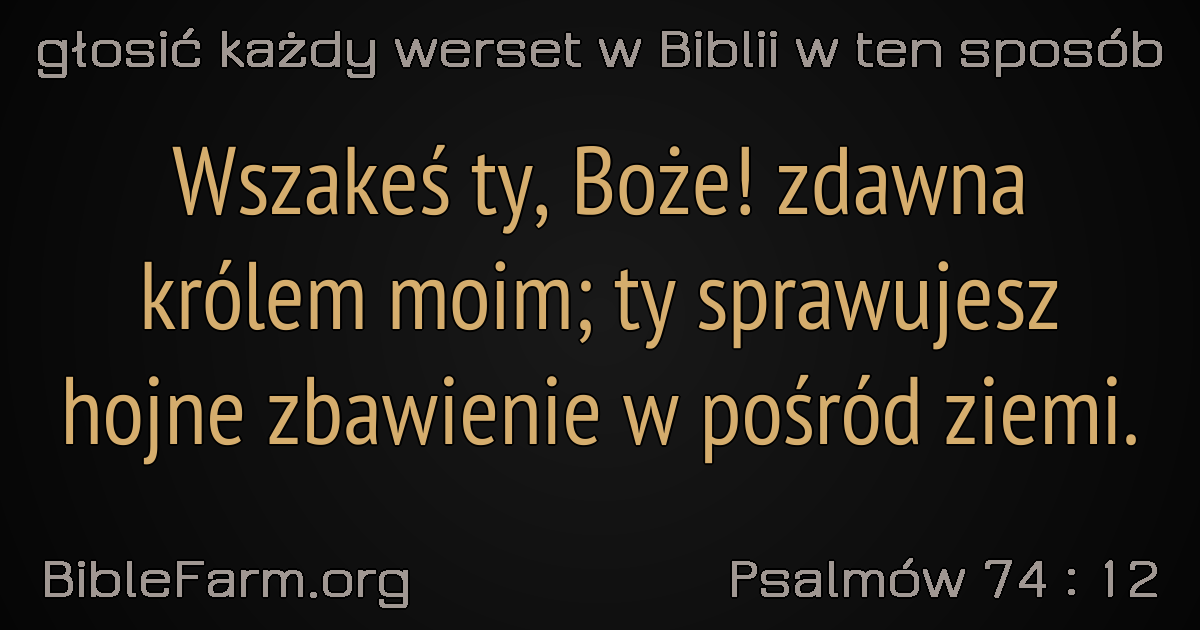 głosić każdy werset w Biblii w ten sposób
Wszakeś ty, Boże! zdawna
królem moim; ty sprawujesz
hojne zbawienie w pośród ziemi.
BibleFarm.org
Psalmów 74 : 12